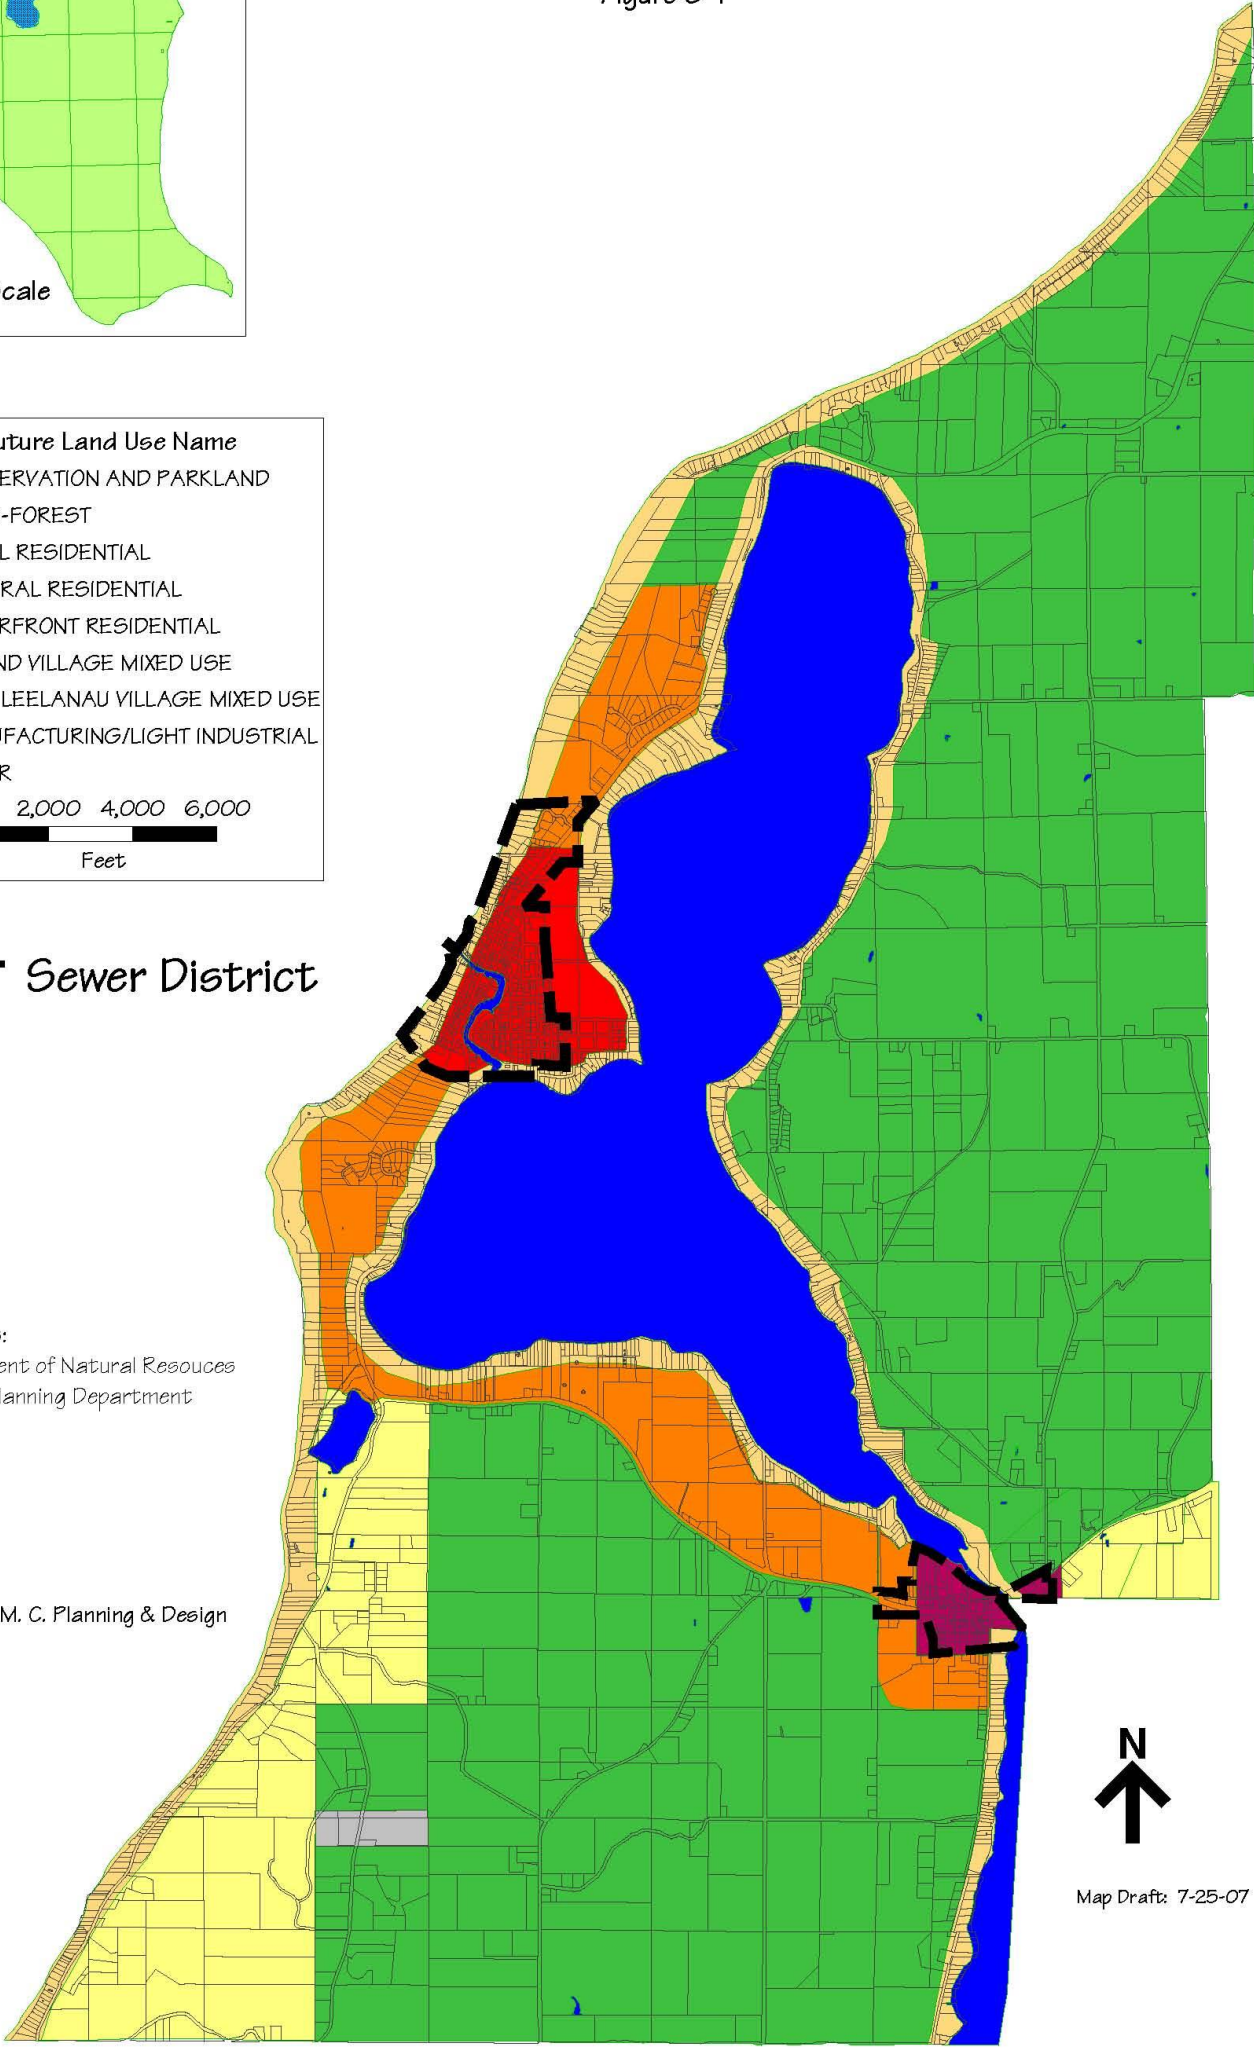 cale
uture Land Use Name
ERVATION AND PARKLAND
-FOREST
L RESIDENTIAL
RAL RESIDENTIAL
RFRONT RESIDENTIAL
ND VILLAGE MIXED USE
LEELANAU VILLAGE MIXED USE
UFACTURING/LIGHT INDUSTRIAL
R
2,000 4,000 6,000
Feet
Sewer District
:
ent of Natural Resouces
lanning Department
M. C. Planning & Design
N
Map Draft: 7-25-07